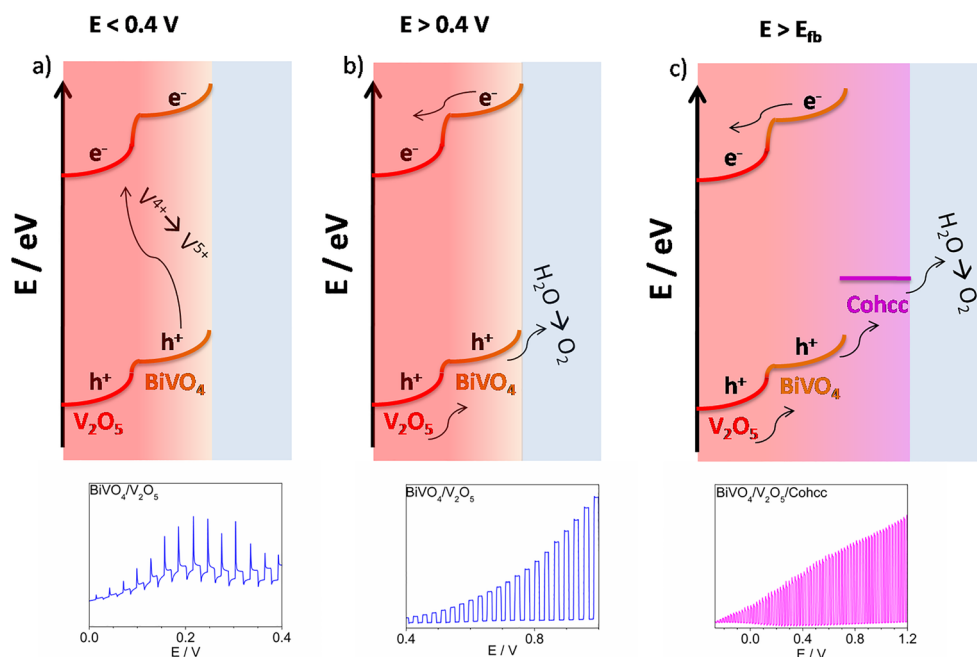 E < 0.4 V
E > 0.4 V
E > E_fb
a)
E / eV
e⁻
e⁻
V⁴⁺ → V⁵⁺
h⁺
h⁺
BiVO₄
V₂O₅
b)
E / eV
e⁻
e⁻
H₂O → O₂
h⁺
h⁺
BiVO₄
V₂O₅
c)
E / eV
e⁻
e⁻
H₂O → O₂
Cohcc
h⁺
h⁺
BiVO₄
V₂O₅
BiVO₄/V₂O₅
0.0 0.2 0.4
E / V
BiVO₄/V₂O₅
0.4 0.8
E / V
BiVO₄/V₂O₅/Cohcc
0.0 0.4 0.8 1.2
E / V